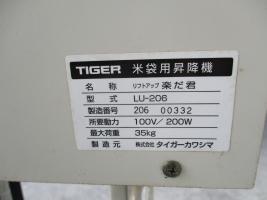 TIGER 米袋用昇降機
名称 リフトアップ 楽だ君
型式 LU-206
製造番号 206 00332
所要動力 100V/200W
最大荷重 35kg
製造元 株式会社 タイガーカワシマ